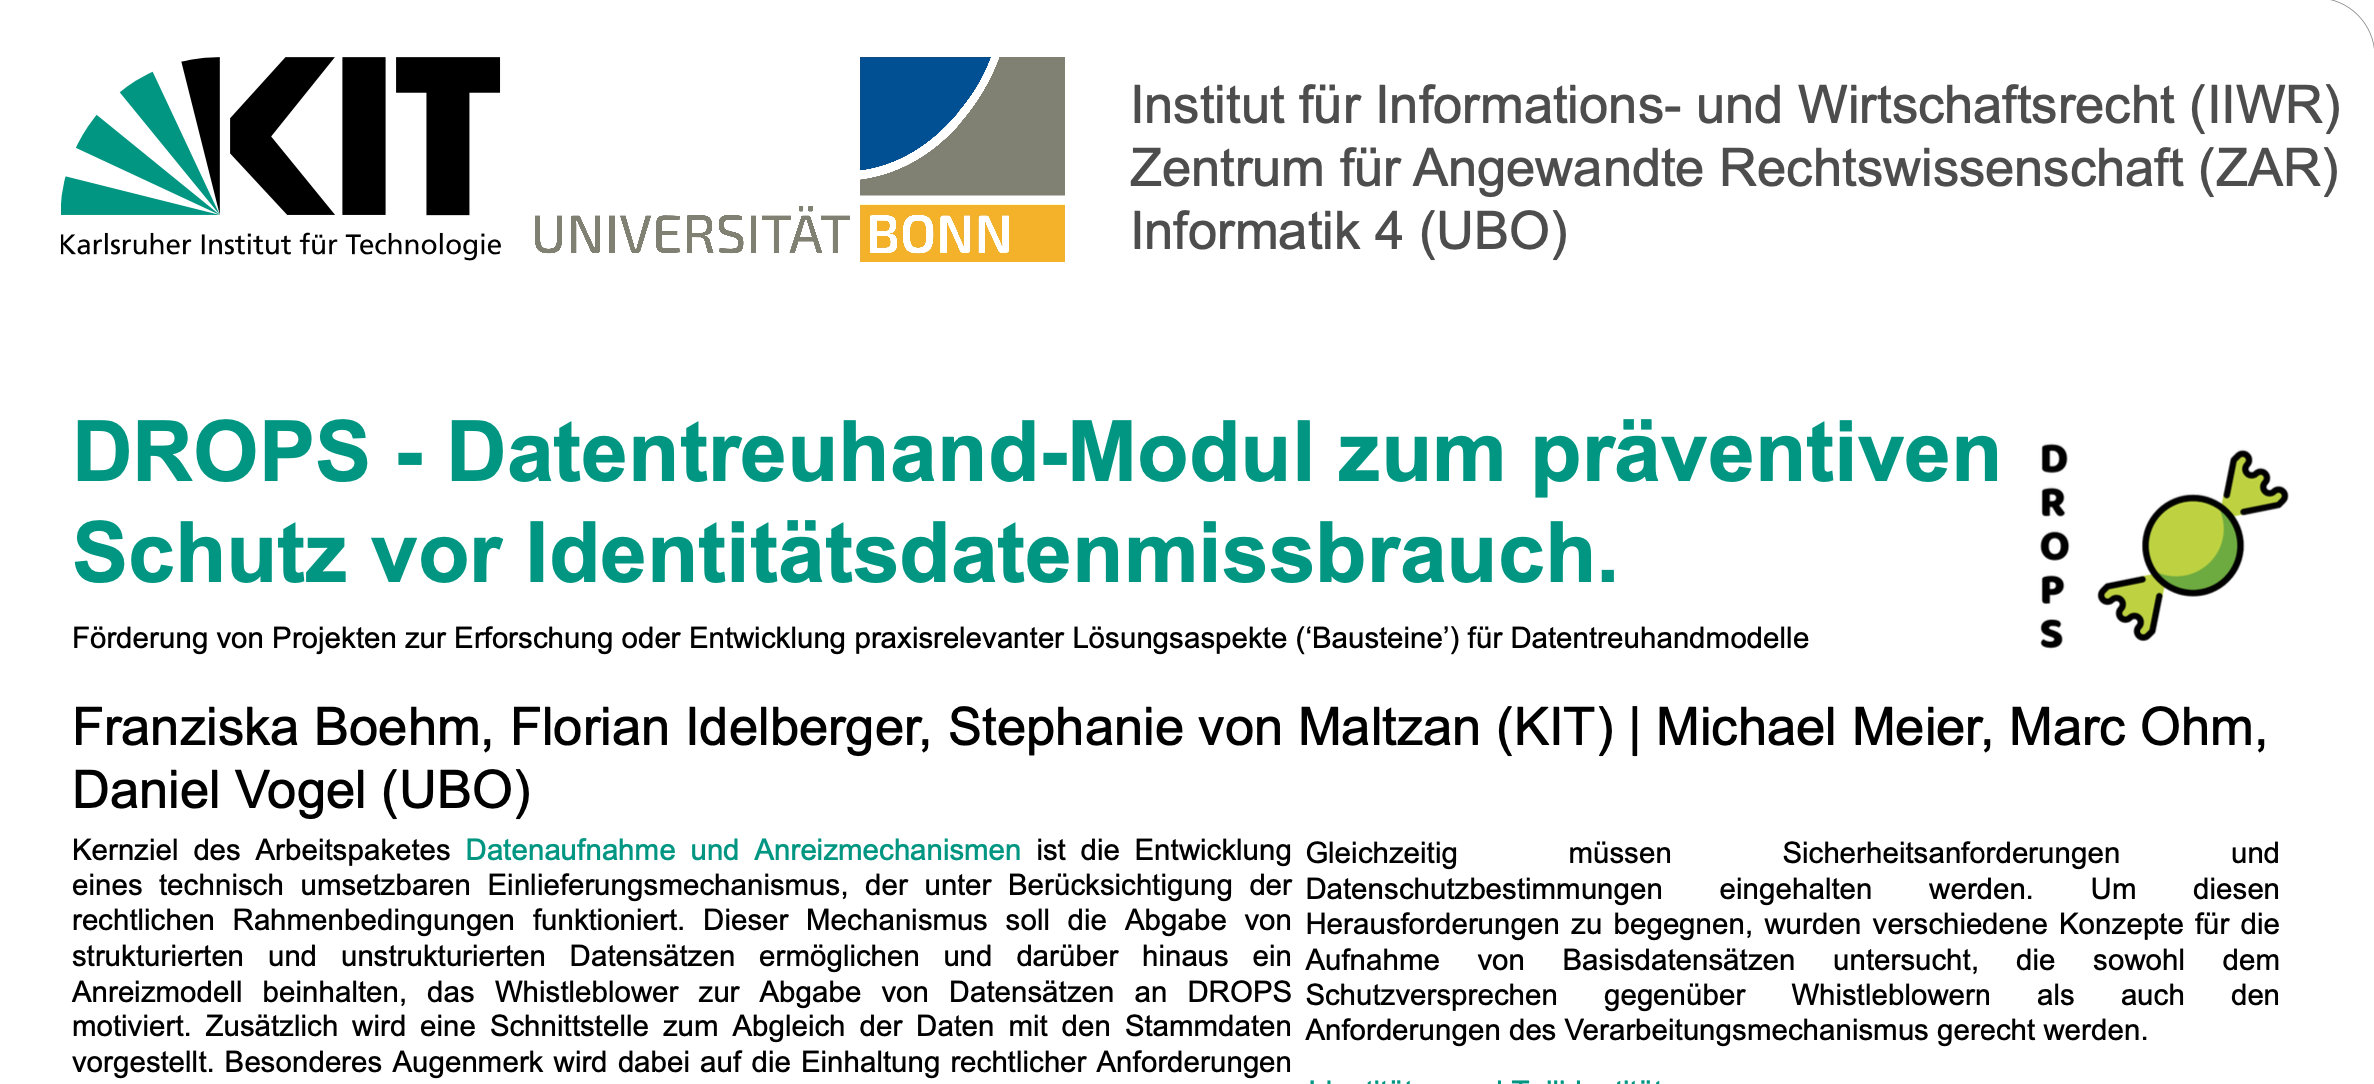 KIT
Karlsruher Institut für Technologie
UNIVERSITÄT BONN
Institut für Informations- und Wirtschaftsrecht (IIWR)
Zentrum für Angewandte Rechtswissenschaft (ZAR)
Informatik 4 (UBO)
DROPS - Datentreuhand-Modul zum präventiven
Schutz vor Identitätsdatenmissbrauch.
DROPS
Förderung von Projekten zur Erforschung oder Entwicklung praxisrelevanter Lösungsaspekte (‘Bausteine’) für Datentreuhandmodelle
Franziska Boehm, Florian Idelberger, Stephanie von Maltzan (KIT) | Michael Meier, Marc Ohm,
Daniel Vogel (UBO)
Kernziel des Arbeitspaketes Datenaufnahme und Anreizmechanismen ist die Entwicklung
eines technisch umsetzbaren Einlieferungsmechanismus, der unter Berücksichtigung der
rechtlichen Rahmenbedingungen funktioniert. Dieser Mechanismus soll die Abgabe von
strukturierten und unstrukturierten Datensätzen ermöglichen und darüber hinaus ein
Anreizmodell beinhalten, das Whistleblower zur Abgabe von Datensätzen an DROPS
motiviert. Zusätzlich wird eine Schnittstelle zum Abgleich der Daten mit den Stammdaten
vorgestellt. Besonderes Augenmerk wird dabei auf die Einhaltung rechtlicher Anforderungen
Gleichzeitig müssen Sicherheitsanforderungen und
Datenschutzbestimmungen eingehalten werden. Um diesen
Herausforderungen zu begegnen, wurden verschiedene Konzepte für die
Aufnahme von Basisdatensätzen untersucht, die sowohl dem
Schutzversprechen gegenüber Whistleblowern als auch den
Anforderungen des Verarbeitungsmechanismus gerecht werden.